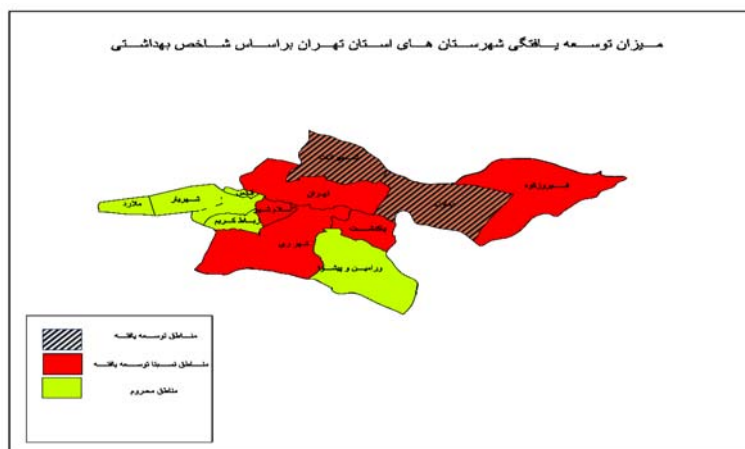 میزان توسعه یافتگی شهرستان های استان تهران براساس شاخص بهداشتی
شمیرانات
فیروزکوه
تهران
دماوند
قدس
شهریار
ملارد
اسلامشهر
رباط کریم
پاکدشت
شهر ری
ورامین و پیشوا
مناطق توسعه یافته
مناطق نسبتا توسعه یافته
مناطق محروم